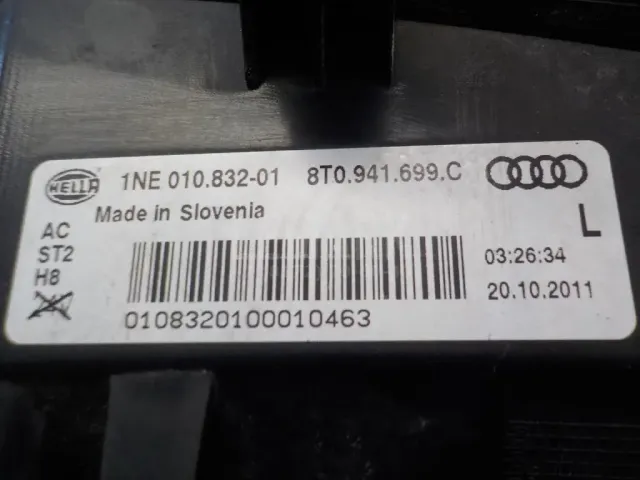 HELLA 1NE 010.832-01 8T0.941.699.C
Made in Slovenia
L
AC
ST2
H8
03:26:34
20.10.2011
0108320100010463